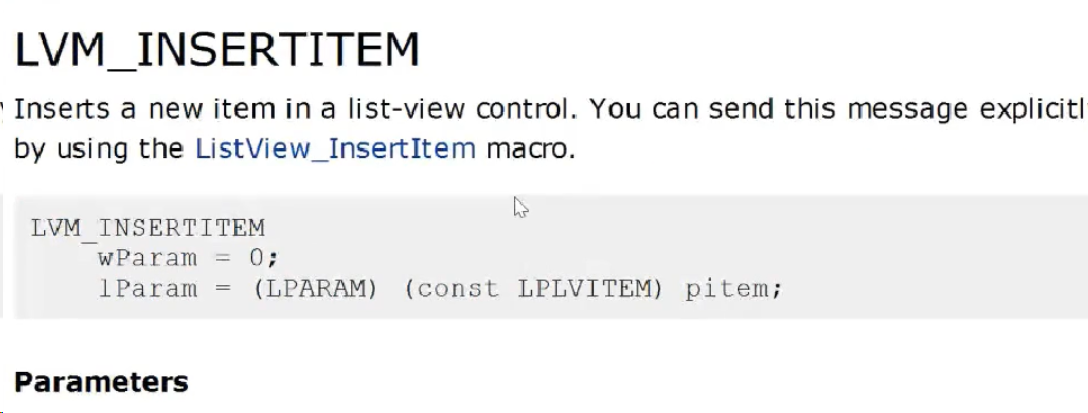 LVM_INSERTITEM
Inserts a new item in a list-view control. You can send this message explicitl
by using the ListView_InsertItem macro.
LVM_INSERTITEM
wParam = 0;
lParam = (LPARAM) (const LPLVITEM) pitem;
Parameters